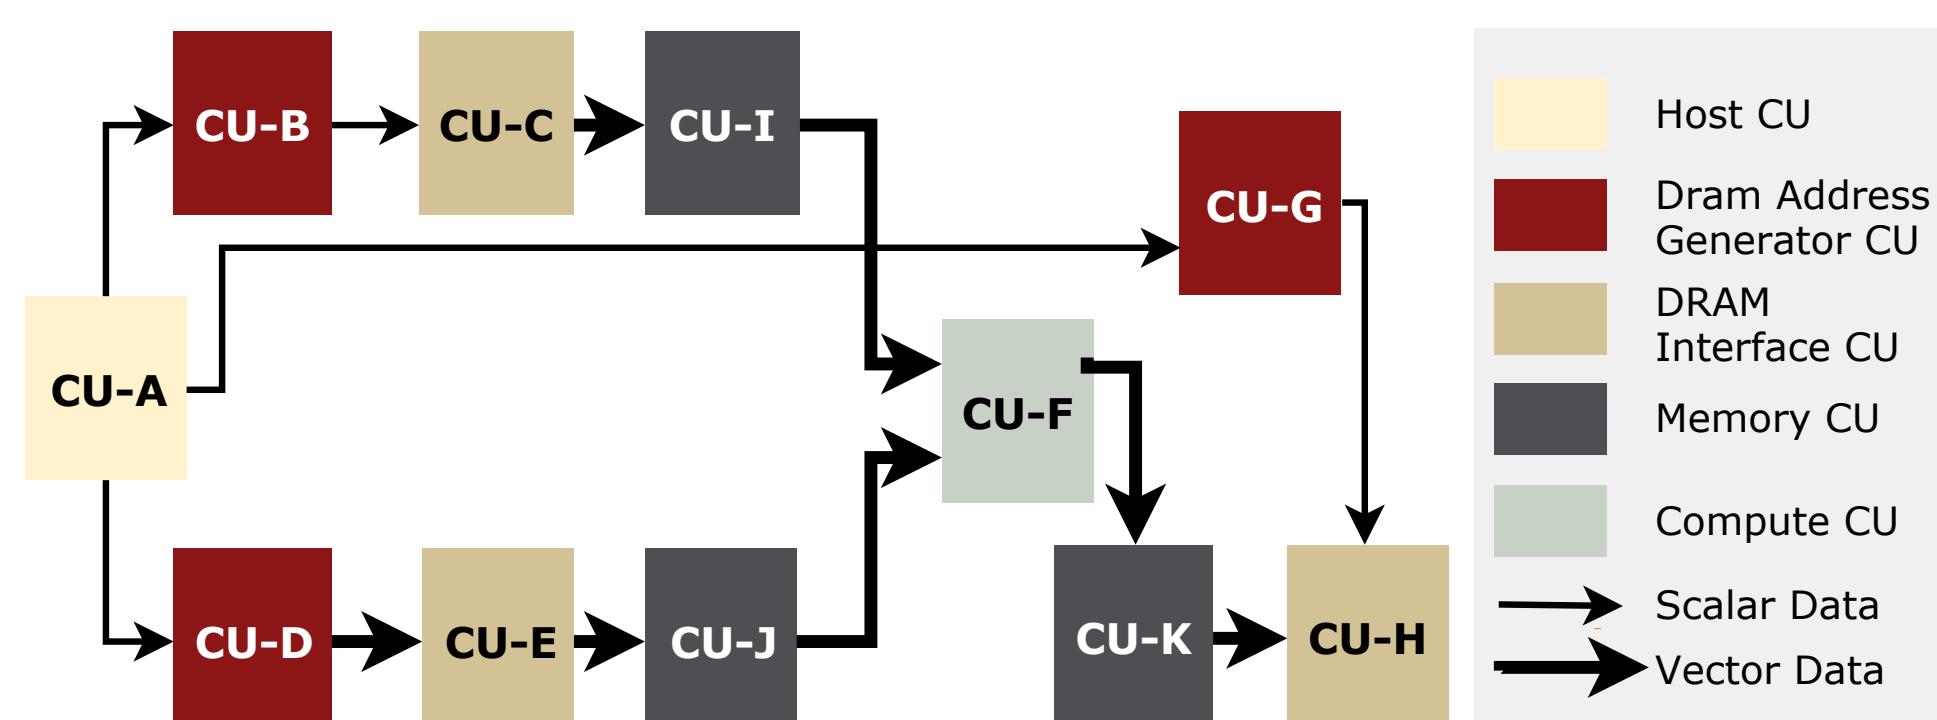 CU-B
CU-C
CU-I
CU-G
CU-A
CU-F
CU-D
CU-E
CU-J
CU-K
CU-H
Host CU
Dram Address
Generator CU
DRAM
Interface CU
Memory CU
Compute CU
Scalar Data
Vector Data